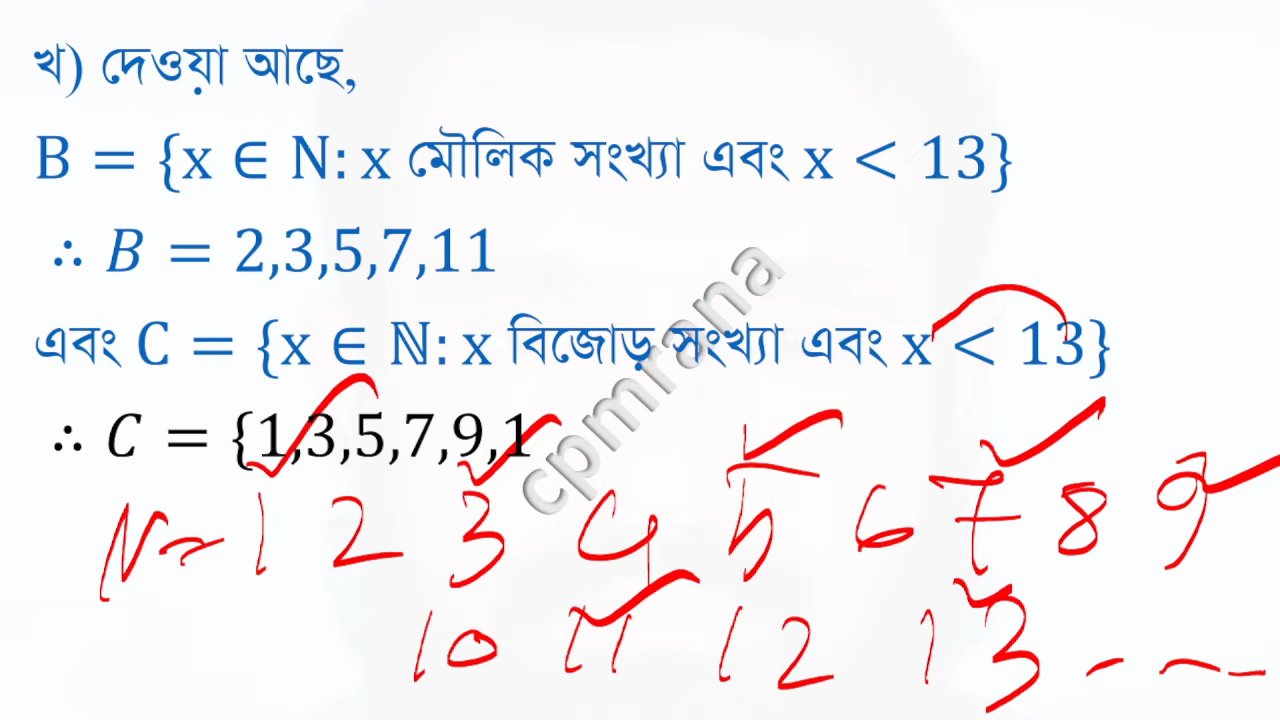 খ) দেওয়া আছে,
B = {x ∈ N: x মৌলিক সংখ্যা এবং x < 13}
∴ B = 2,3,5,7,11
এবং C = {x ∈ ℕ: x বিজোড় সংখ্যা এবং x < 13}
∴ C = {1,3,5,7,9,1
cpmrana
N = 1 2 3 4 5 6 7 8 9
10 11 12 13 - - -